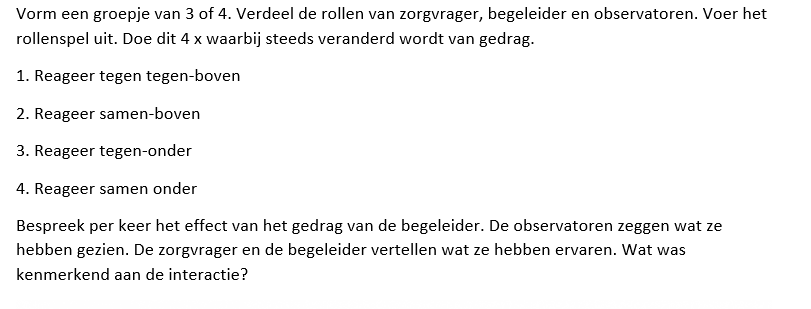 Vorm een groepje van 3 of 4. Verdeel de rollen van zorgvrager, begeleider en observatoren. Voer het
rollenspel uit. Doe dit 4 x waarbij steeds veranderd wordt van gedrag.
1. Reageer tegen tegen-boven
2. Reageer samen-boven
3. Reageer tegen-onder
4. Reageer samen onder
Bespreek per keer het effect van het gedrag van de begeleider. De observatoren zeggen wat ze
hebben gezien. De zorgvrager en de begeleider vertellen wat ze hebben ervaren. Wat was
kenmerkend aan de interactie?